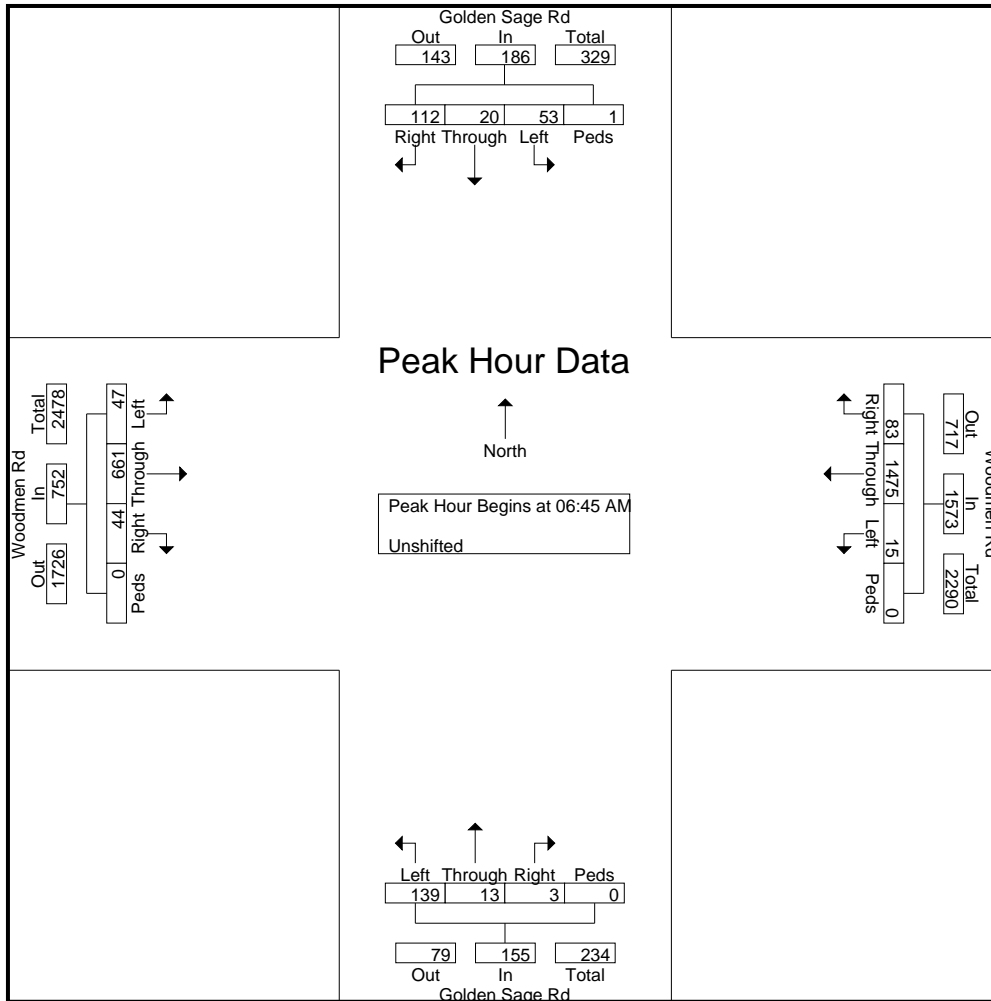 Golden Sage Rd
Out In Total
143 186 329
112 20 53 1
Right Through Left Peds
Peak Hour Data
North
Peak Hour Begins at 06:45 AM
Unshifted
Woodmen Rd
Total In Out
2478 752 1726
47 661 44 0
Left Through Right Peds
Woodmen Rd
Out In Total
717 1573 2290
83 1475 15 0
Right Through Left Peds
Left Through Right Peds
139 13 3 0
79 155 234
Out In Total
Golden Sage Rd